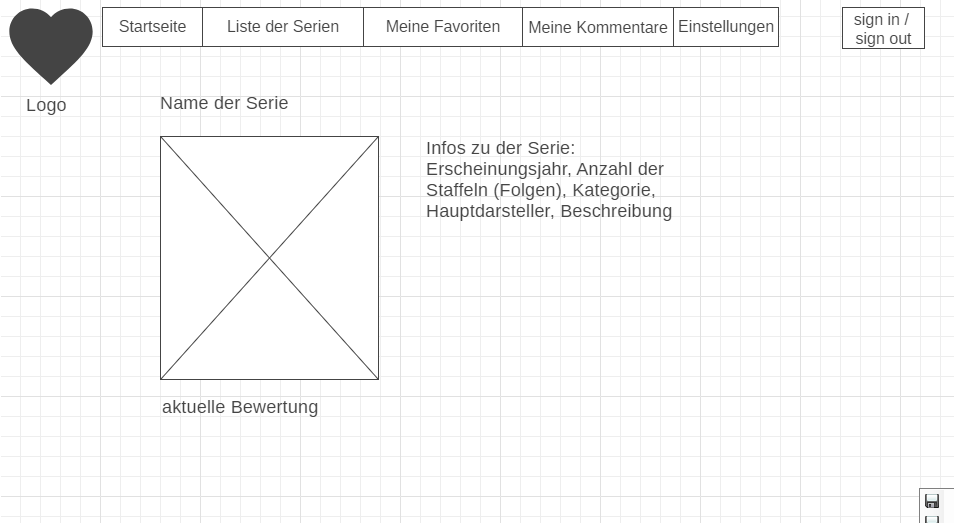 Startseite
Liste der Serien
Meine Favoriten
Meine Kommentare
Einstellungen
sign in /
sign out
Logo
Name der Serie
Infos zu der Serie:
Erscheinungsjahr, Anzahl der
Staffeln (Folgen), Kategorie,
Hauptdarsteller, Beschreibung
aktuelle Bewertung